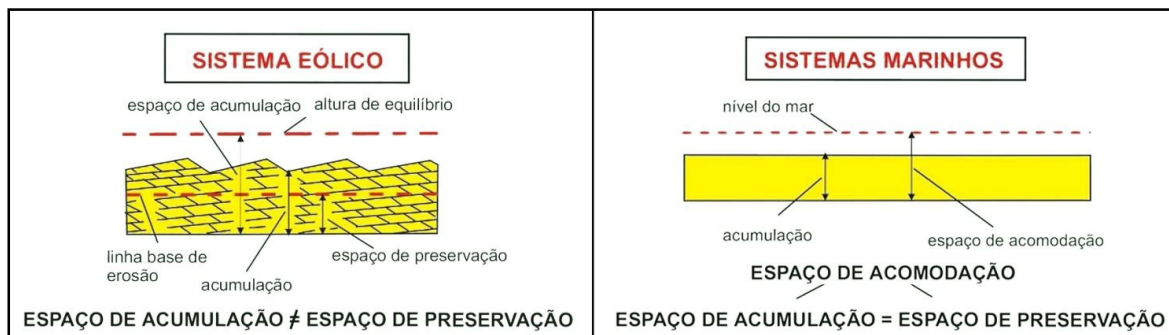 SISTEMA EÓLICO
espaço de acumulação
altura de equilíbrio
linha base de
erosão
acumulação
espaço de preservação
ESPAÇO DE ACUMULAÇÃO ≠ ESPAÇO DE PRESERVAÇÃO
SISTEMAS MARINHOS
nível do mar
acumulação
espaço de acomodação
ESPAÇO DE ACOMODAÇÃO
ESPAÇO DE ACUMULAÇÃO = ESPAÇO DE PRESERVAÇÃO